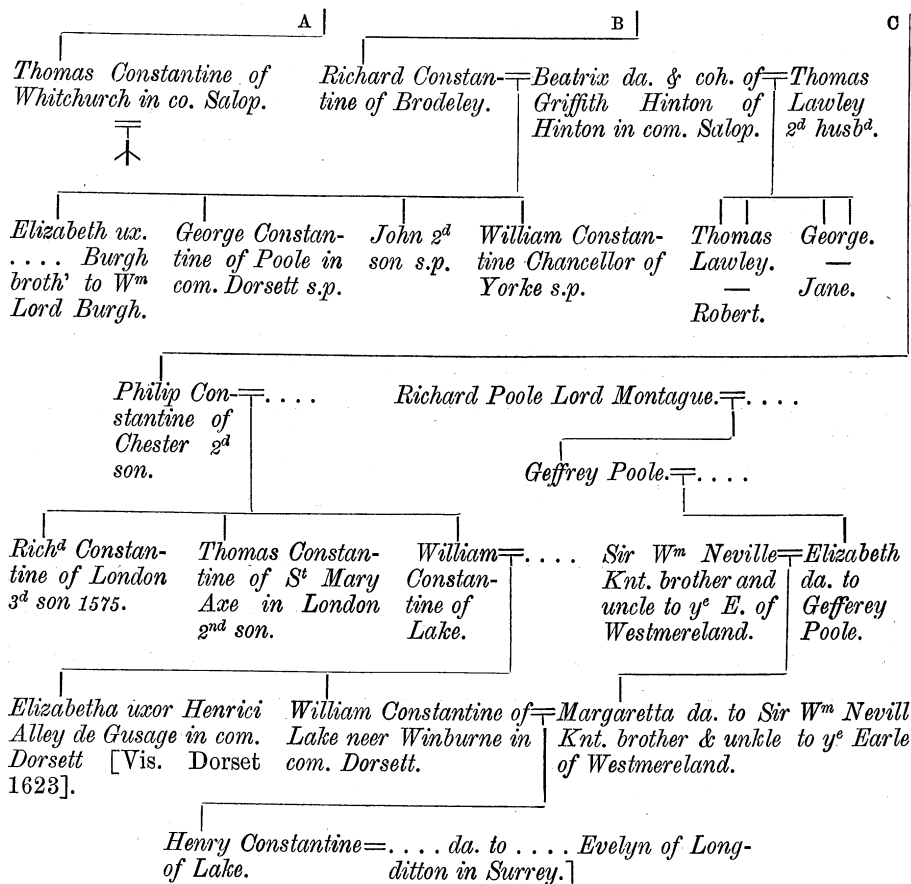 A B C
Thomas Constantine of
Whitchurch in co. Salop.
Richard Constan-
tine of Brodeley.
Beatrix da. & coh. of
Griffith Hinton of
Hinton in com. Salop.
Thomas
Lawley
2d husbd.
Elizabeth ux.
. . . . Burgh
broth' to Wm
Lord Burgh.
George Constan-
tine of Poole in
com. Dorsett s.p.
John 2d
son s.p.
William Constan-
tine Chancellor of
Yorke s.p.
Thomas
Lawley.
—
Robert.
George.
—
Jane.
Philip Con-
stantine of
Chester 2d
son.
. . . .
Richard Poole Lord Montague. . . . .
Geffrey Poole. . . . .
Richd Constan-
tine of London
3d son 1575.
Thomas Constan-
tine of St Mary
Axe in London
2nd son.
William
Constan-
tine of
Lake.
. . . .
Sir Wm Neville
Knt. brother and
uncle to ye E. of
Westmereland.
Elizabeth
da. to
Gefferey
Poole.
Elizabetha uxor Henrici
Alley de Gusage in com.
Dorsett [Vis. Dorset
1623].
William Constantine of
Lake neer Winburne in
com. Dorsett.
Margaretta da. to Sir Wm Nevill
Knt. brother & unkle to ye Earle
of Westmereland.
Henry Constantine
of Lake.
. . . . da. to . . . . Evelyn of Long-
ditton in Surrey.]